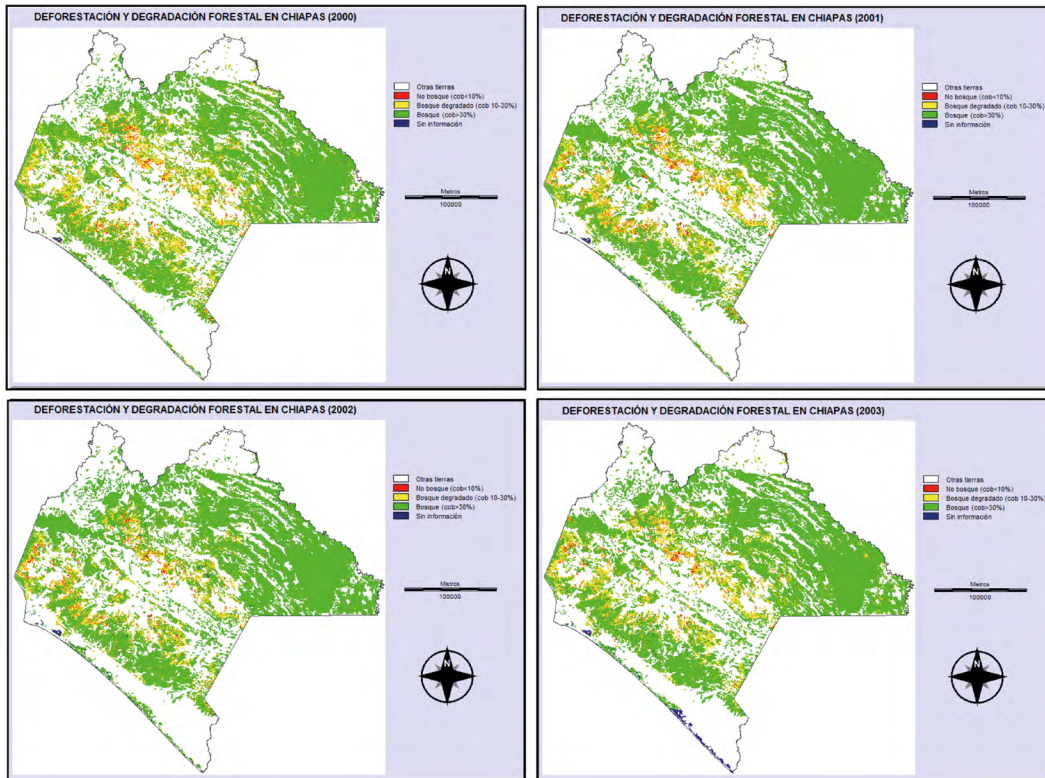 DEFORESTACIÓN Y DEGRADACIÓN FORESTAL EN CHIAPAS (2000)
Otras tierras
No bosque (cob<10%)
Bosque degradado (cob 10-30%)
Bosque (cob>30%)
Sin información
Metros
100000
N
DEFORESTACIÓN Y DEGRADACIÓN FORESTAL EN CHIAPAS (2001)
Otras tierras
No bosque (cob<10%)
Bosque degradado (cob 10-30%)
Bosque (cob>30%)
Sin información
Metros
100000
N
DEFORESTACIÓN Y DEGRADACIÓN FORESTAL EN CHIAPAS (2002)
Otras tierras
No bosque (cob<10%)
Bosque degradado (cob 10-30%)
Bosque (cob>30%)
Sin información
Metros
100000
N
DEFORESTACIÓN Y DEGRADACIÓN FORESTAL EN CHIAPAS (2003)
Otras tierras
No bosque (cob<10%)
Bosque degradado (cob 10-30%)
Bosque (cob>30%)
Sin información
Metros
100000
N